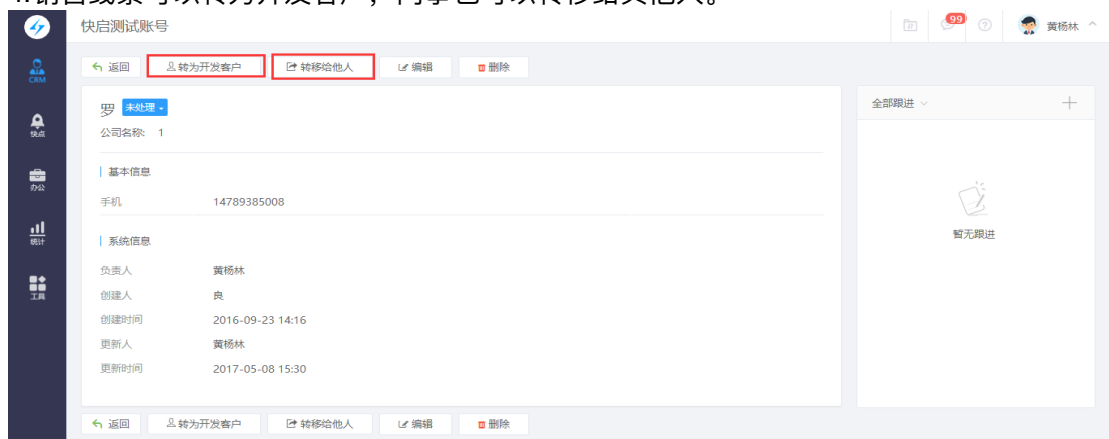 快启测试账号
99
黄杨林
返回 转为开发客户 转移给他人 编辑 删除
CRM
快点
办公
统计
工具
罗 未处理
公司名称: 1
基本信息
手机 14789385008
系统信息
负责人 黄杨林
创建人 良
创建时间 2016-09-23 14:16
更新人 黄杨林
更新时间 2017-05-08 15:30
全部跟进
暂无跟进
返回 转为开发客户 转移给他人 编辑 删除